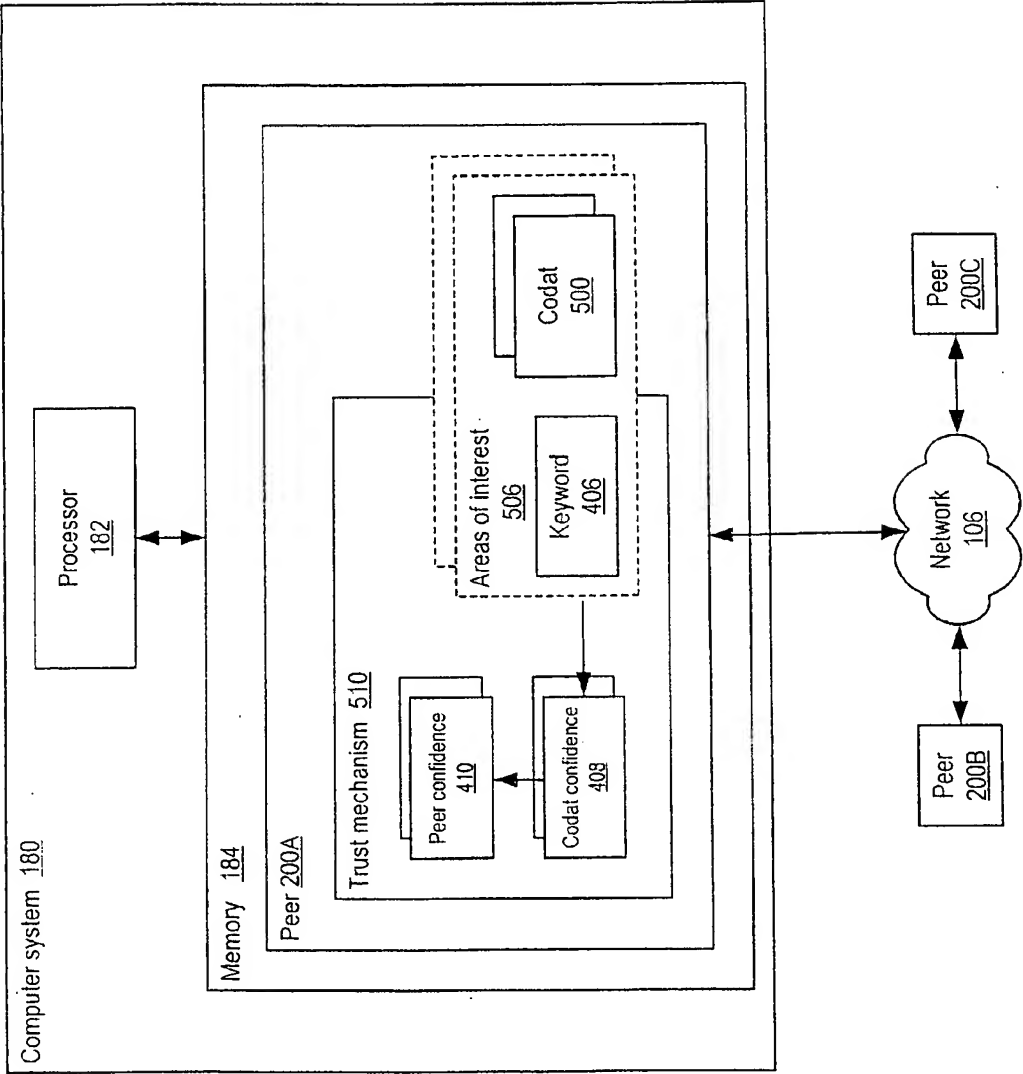 Computer system 180
Processor
182
Memory 184
Peer 200A
Trust mechanism 510
Peer confidence
410
Codat confidence
408
Areas of interest
506
Keyword
406
Codat
500
Peer
200B
Network
106
Peer
200C